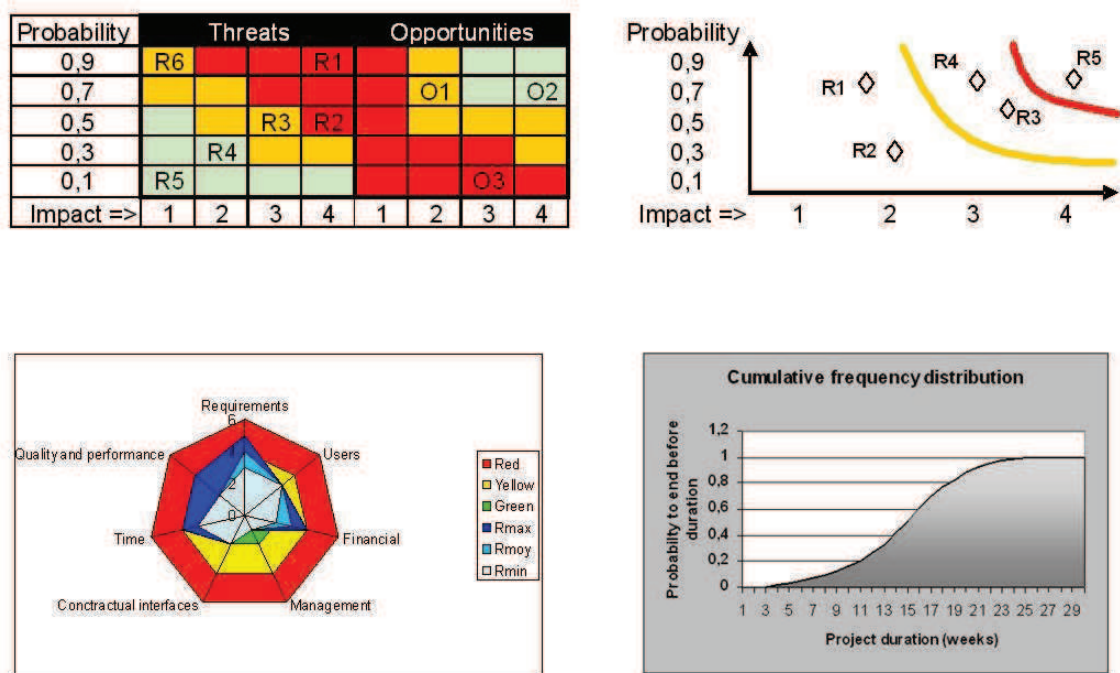 Probability Threats Opportunities
0,9 R6 R1
0,7 O1 O2
0,5 R3 R2
0,3 R4
0,1 R5 O3
Impact => 1 2 3 4 1 2 3 4
Probability
0,9
0,7
0,5
0,3
0,1
Impact => 1 2 3 4
R1
R2
R4
R3
R5
Requirements
Users
Financial
Management
Conctractual interfaces
Time
Quality and performance
6
2
0
Red
Yellow
Green
Rmax
Rmoy
Rmin
Cumulative frequency distribution
Probabilty to end before
duration
1,2
1
0,8
0,6
0,4
0,2
0
1 3 5 7 9 11 13 15 17 19 21 23 25 27 29
Project duration (weeks)